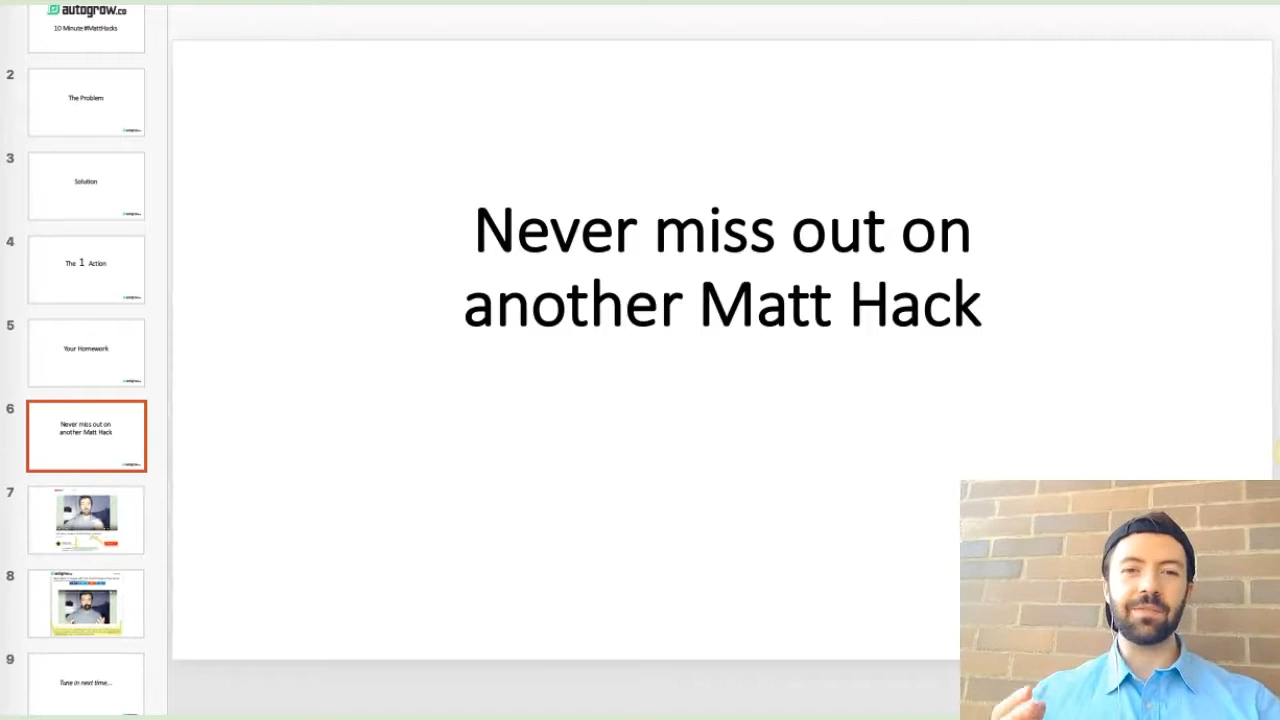 autogrow.co
10 Minute #MattHacks
2
The Problem
3
Solution
4
The 1 Action
5
Your Homework
6
Never miss out on
another Matt Hack
7
8
9
Tune in next time...
Never miss out on
another Matt Hack